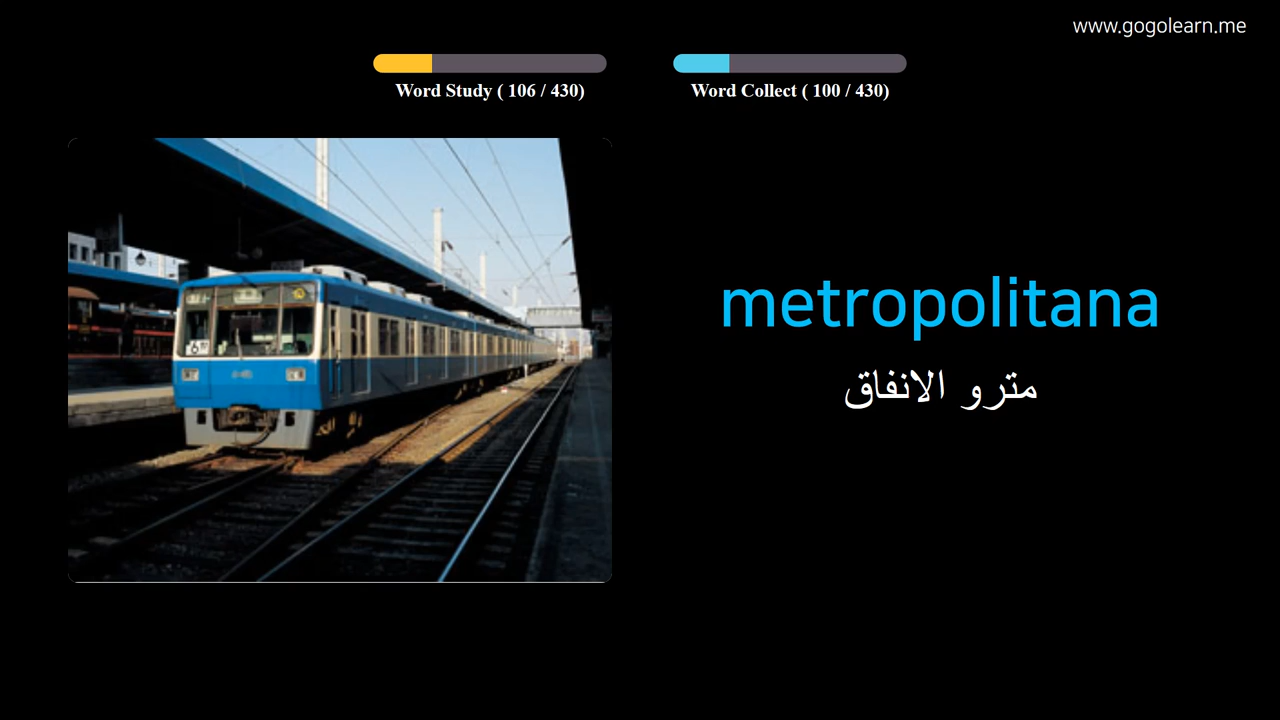 www.gogolearn.me
Word Study ( 106 / 430)
Word Collect ( 100 / 430)
metropolitana
مترو الانفاق